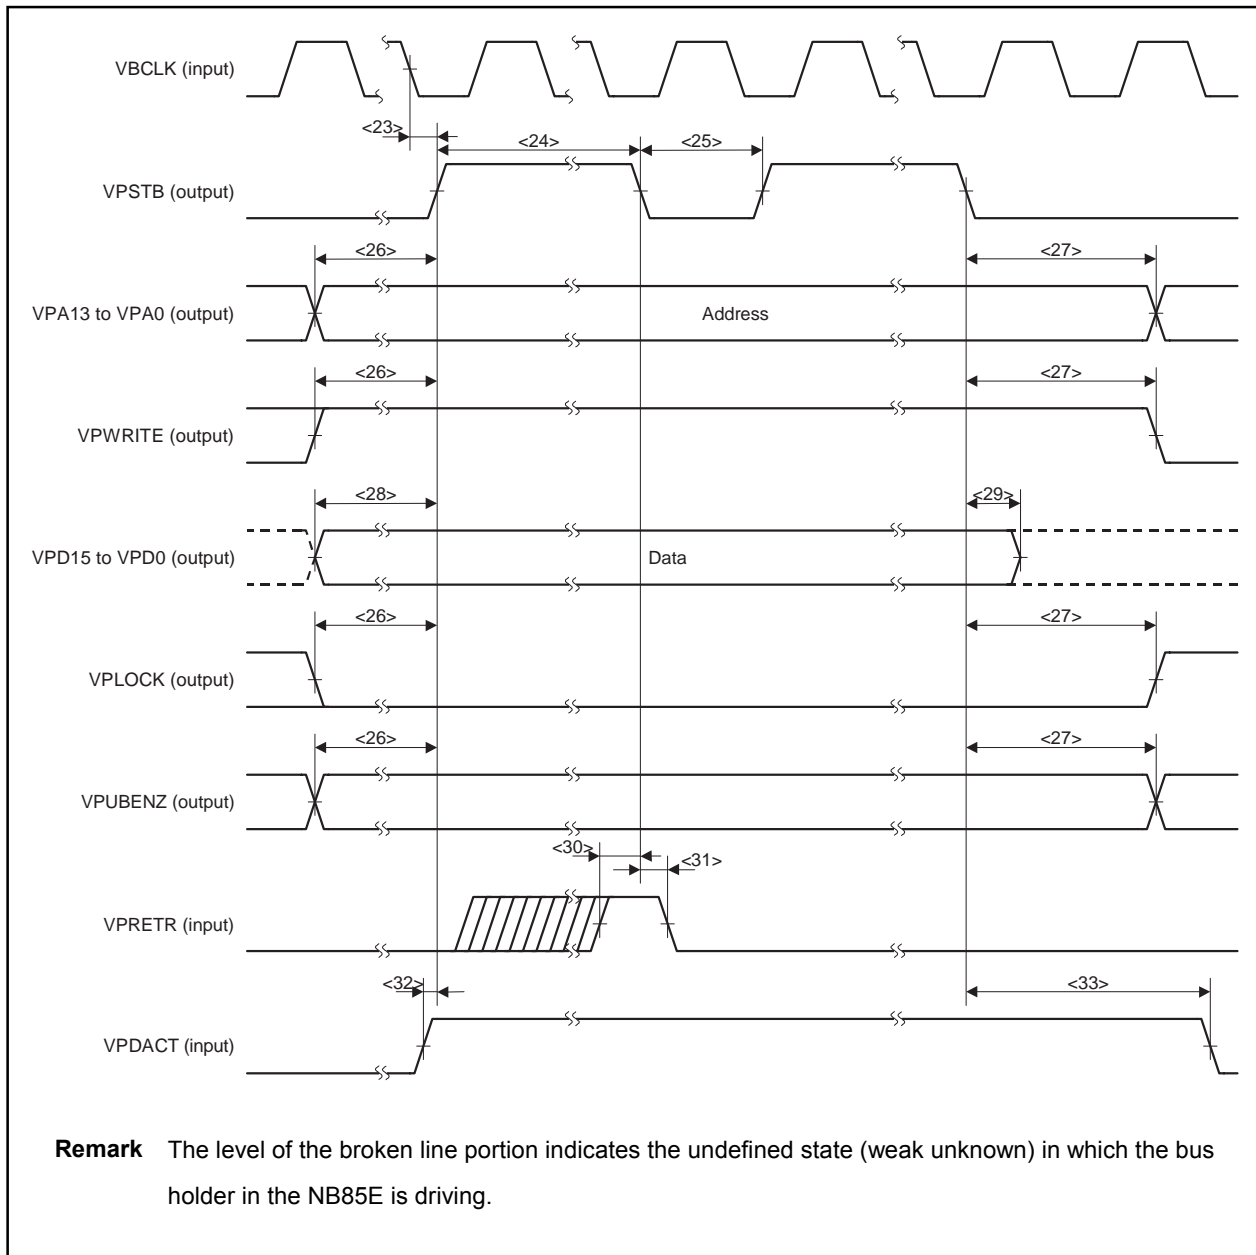 VBCLK (input)
<23>
<24>
<25>
VPSTB (output)
<26>
<27>
VPA13 to VPA0 (output)
Address
<26>
<27>
VPWRITE (output)
<28>
<29>
VPD15 to VPD0 (output)
Data
<26>
<27>
VPLOCK (output)
<26>
<27>
VPUBENZ (output)
<30>
<31>
VPRETR (input)
<32>
<33>
VPDACT (input)
Remark The level of the broken line portion indicates the undefined state (weak unknown) in which the bus
holder in the NB85E is driving.